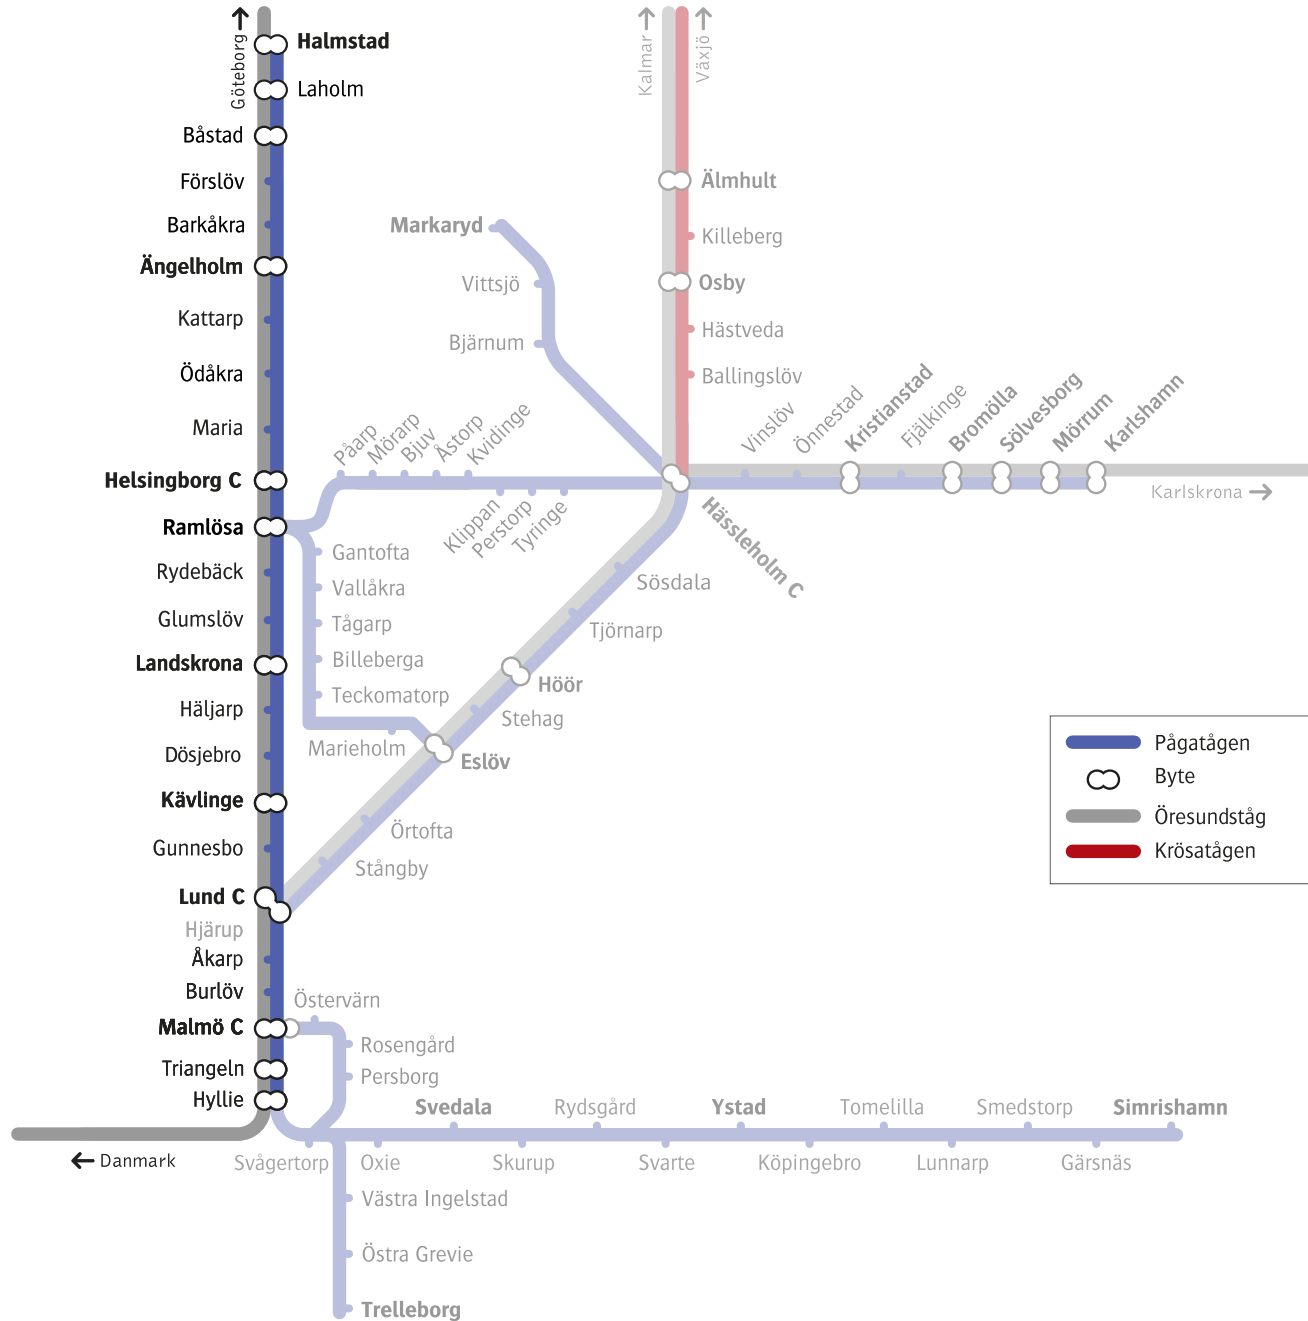 Göteborg
Halmstad
Laholm
Båstad
Förslöv
Barkåkra
Ängelholm
Kattarp
Ödåkra
Maria
Helsingborg C
Ramlösa
Rydebäck
Glumslöv
Landskrona
Häljarp
Dösjebro
Kävlinge
Gunnesbo
Lund C
Hjärup
Åkarp
Burlöv
Malmö C
Triangeln
Hyllie
Danmark
Kalmar
Växjö
Älmhult
Killeberg
Osby
Hästveda
Ballingslöv
Markaryd
Vittsjö
Bjärnum
Påarp
Mörarp
Bjuv
Åstorp
Kvidinge
Klippan
Perstorp
Tyringe
Hässleholm C
Vinslöv
Önnestad
Kristianstad
Fjälkinge
Bromölla
Sölvesborg
Mörrum
Karlshamn
Karlskrona
Gantofta
Vallåkra
Tågarp
Billeberga
Teckomatorp
Marieholm
Sösdala
Tjörnarp
Höör
Stehag
Eslöv
Örtofta
Stångby
Östervärn
Rosengård
Persborg
Svågertorp
Oxie
Svedala
Skurup
Rydsgård
Svarte
Ystad
Köpingebro
Tomelilla
Lunnarp
Smedstorp
Gärsnäs
Simrishamn
Västra Ingelstad
Östra Grevie
Trelleborg
Pågatågen
Byte
Öresundståg
Krösatågen